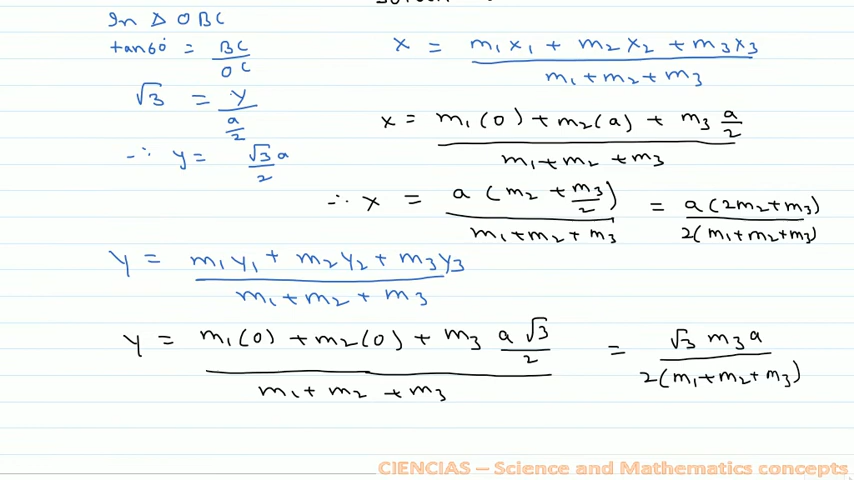 In Δ OBC
tan60° = BC/OC
√3 = y/(a/2)
∴ y = √3a/2
x = (m1x1 + m2x2 + m3x3)/(m1+m2+m3)
x = (m1(0) + m2(a) + m3 a/2)/(m1+m2+m3)
∴ x = a(m2 + m3/2)/(m1+m2+m3) = a(2m2+m3)/2(m1+m2+m3)
y = (m1y1 + m2y2 + m3y3)/(m1+m2+m3)
y = (m1(0) + m2(0) + m3 a√3/2)/(m1+m2+m3) = √3 m3a/2(m1+m2+m3)
CIENCIAS – Science and Mathematics concepts